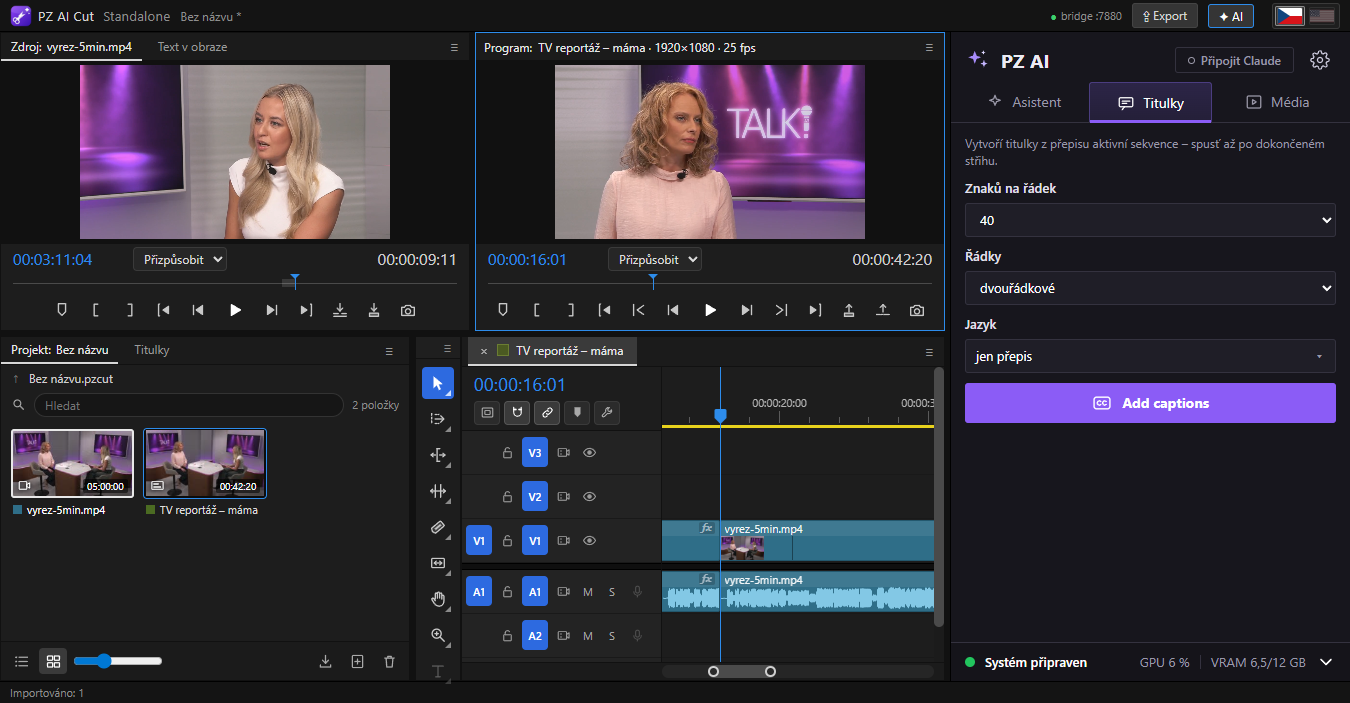 PZ AI Cut Standalone Bez názvu *
bridge :7880
Export
AI
Zdroj: vyrez-5min.mp4
Text v obraze
00:03:11:04
Přizpůsobit
00:00:09:11
Program: TV reportáž – máma · 1920×1080 · 25 fps
TALK!
00:00:16:01
Přizpůsobit
00:00:42:20
Projekt: Bez názvu
Titulky
Bez názvu.pzcut
Hledat
2 položky
05:00:00
00:42:20
vyrez-5min.mp4
TV reportáž – máma
Importováno: 1
× TV reportáž – máma
00:00:16:01
00:00:20:00
V3
V2
V1 V1
fx vyrez-5min.mp4
A1 A1 M S
fx vyrez-5min.mp4
A2 M S
T
PZ AI
Připojit Claude
Asistent
Titulky
Média
Vytvoří titulky z přepisu aktivní sekvence – spusť až po dokončeném
střihu.
Znaků na řádek
40
Řádky
dvouřádkové
Jazyk
jen přepis
CC Add captions
Systém připraven
GPU 6 %
VRAM 6,5/12 GB